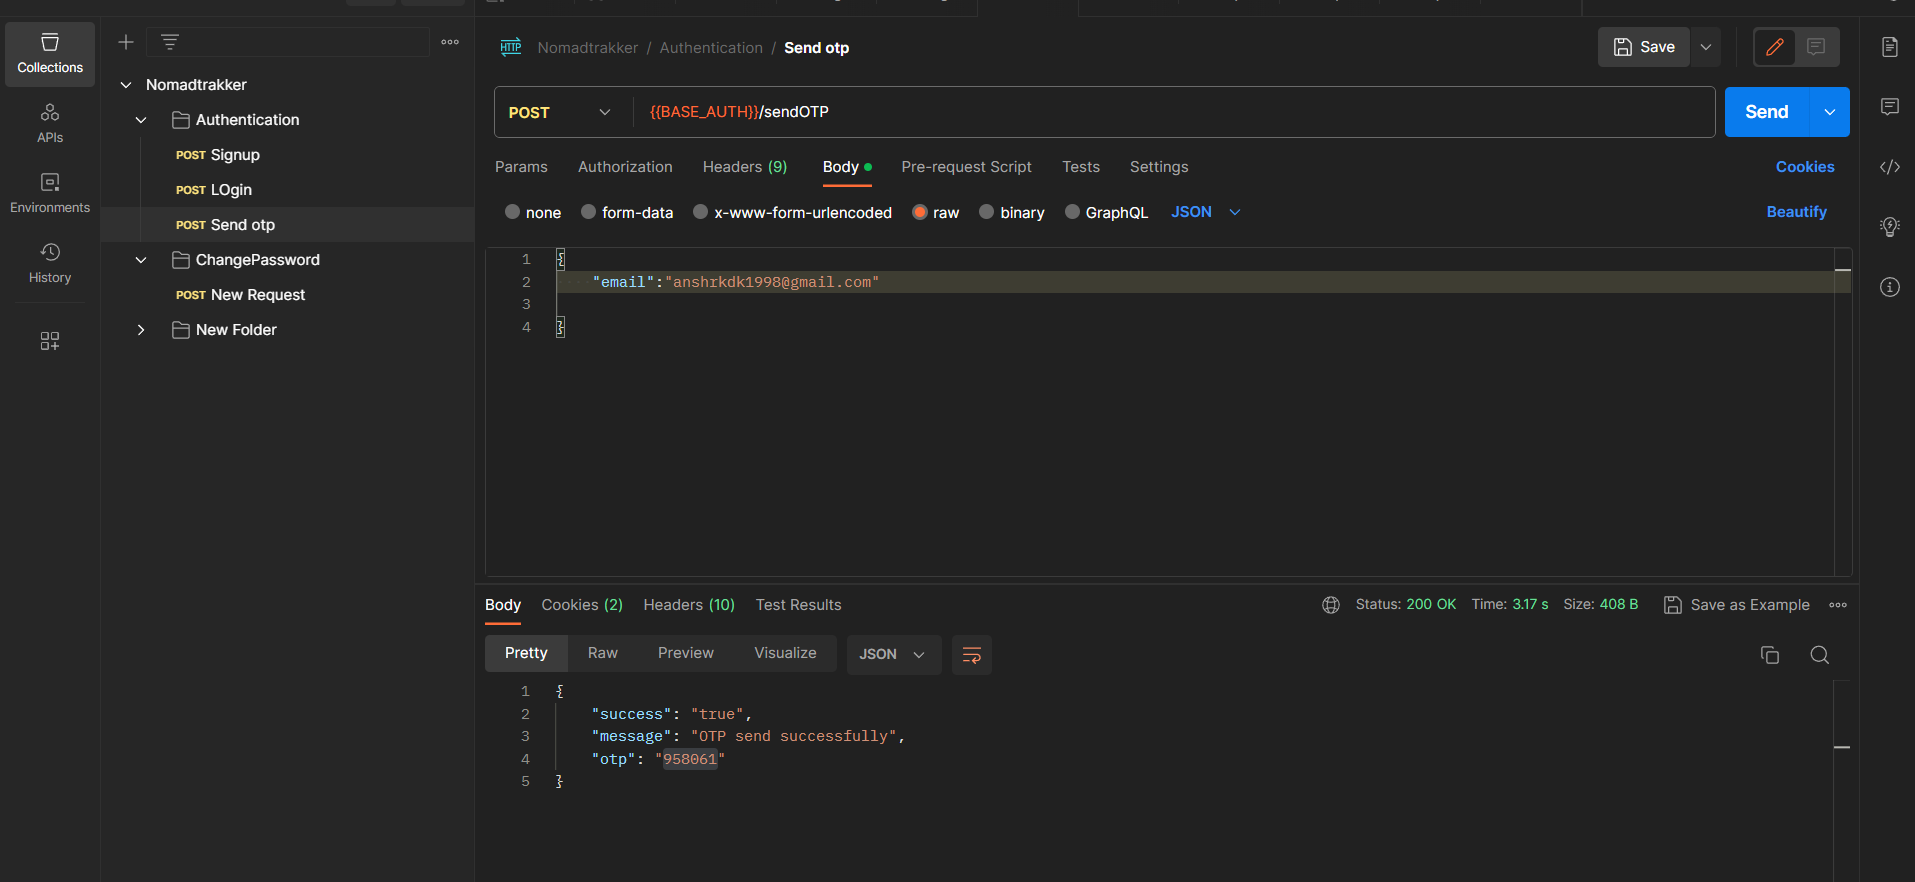 Collections
APIs
Environments
History
Nomadtrakker
Authentication
POST Signup
POST LOgin
POST Send otp
ChangePassword
POST New Request
New Folder
HTTP Nomadtrakker / Authentication / Send otp
Save
POST {{BASE_AUTH}}/sendOTP
Send
Params Authorization Headers (9) Body Pre-request Script Tests Settings Cookies
none form-data x-www-form-urlencoded raw binary GraphQL JSON Beautify
1 {
2 "email":"anshrkdk1998@gmail.com"
3
4 }
Body Cookies (2) Headers (10) Test Results Status: 200 OK Time: 3.17 s Size: 408 B Save as Example
Pretty Raw Preview Visualize JSON
1 {
2 "success": "true",
3 "message": "OTP send successfully",
4 "otp": "958061"
5 }